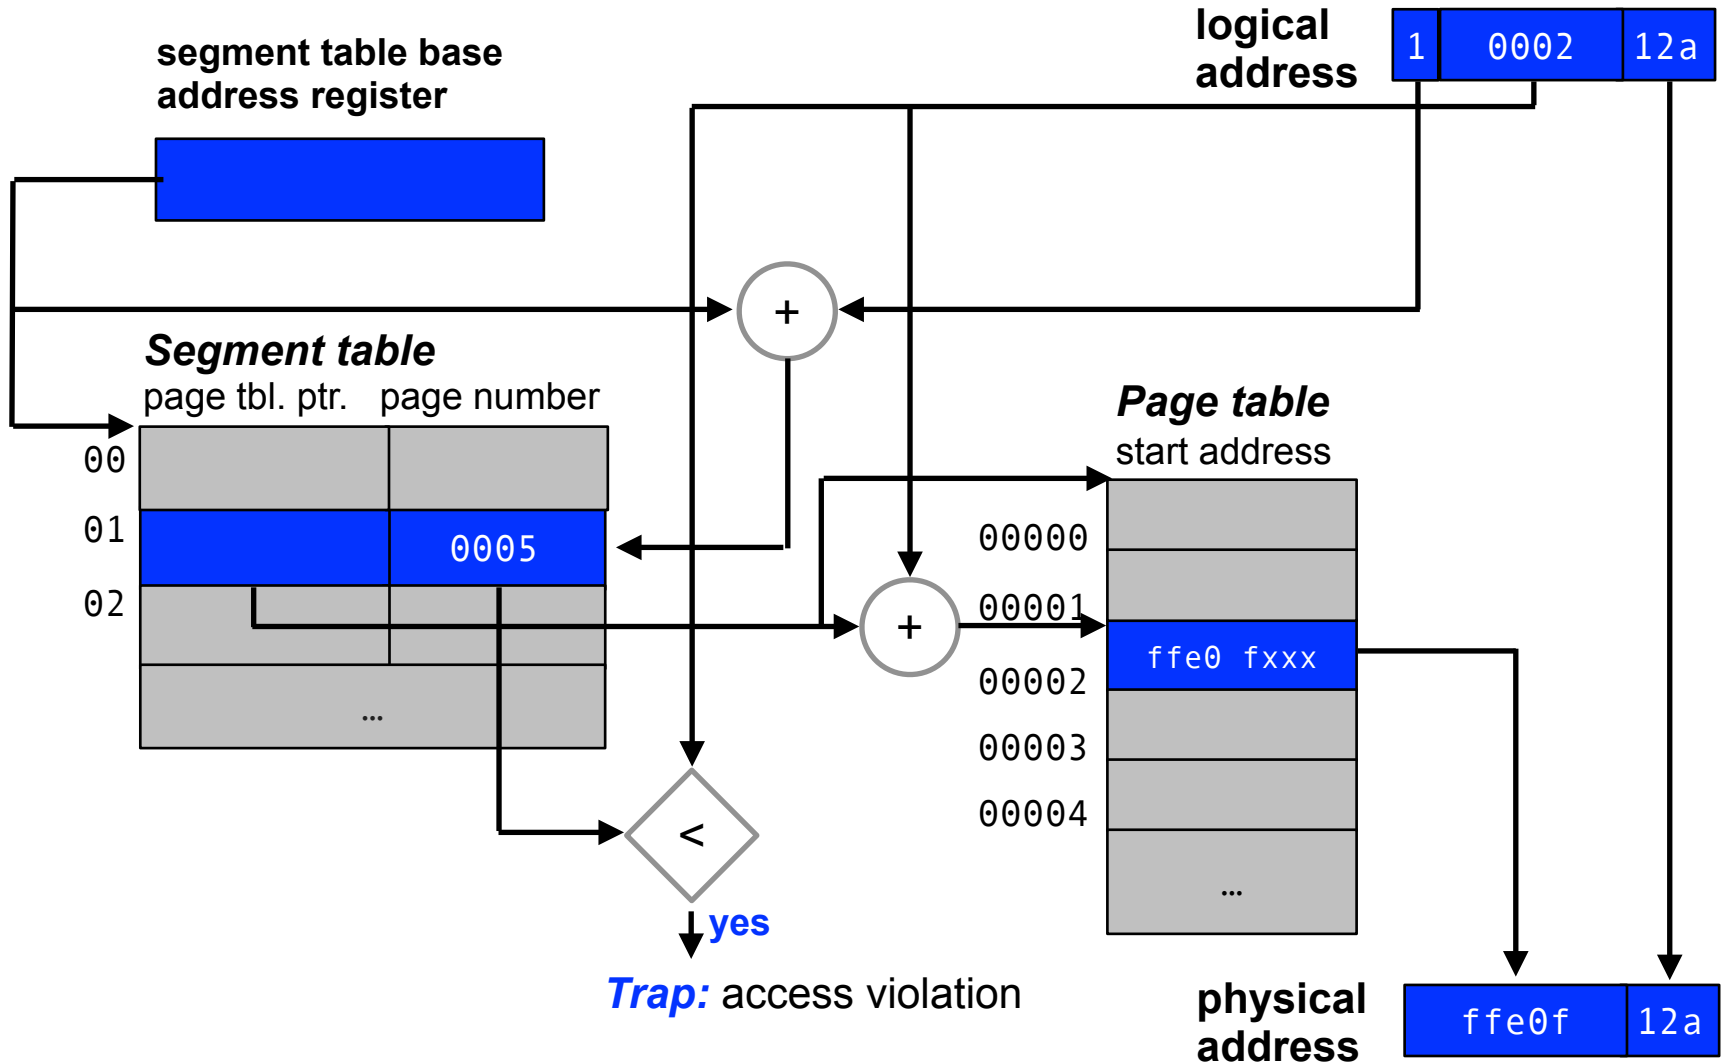 logical
address
1 0002 12a
segment table base
address register
+
Segment table
page tbl. ptr. page number
00
01
0005
02
…
Page table
start address
00000
00001
+
ffe0 fxxx
00002
00003
00004
…
<
yes
Trap: access violation
physical
address
ffe0f 12a